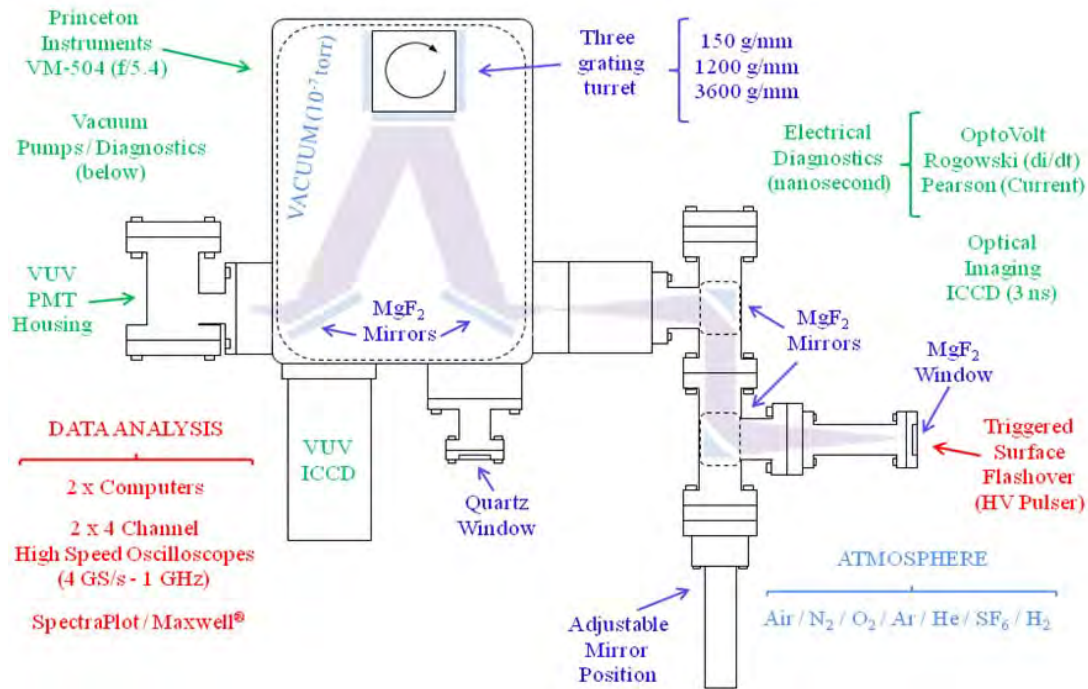 Princeton
Instruments
VM-504 (f/5.4)
Vacuum
Pumps / Diagnostics
(below)
VACUUM (10⁻⁷ torr)
Three
grating
turret
150 g/mm
1200 g/mm
3600 g/mm
Electrical
Diagnostics
(nanosecond)
OptoVolt
Rogowski (di/dt)
Pearson (Current)
Optical
Imaging
ICCD (3 ns)
VUV
PMT
Housing
MgF₂
Mirrors
MgF₂
Mirrors
MgF₂
Window
Triggered
Surface
Flashover
(HV Pulser)
VUV
ICCD
Quartz
Window
DATA ANALYSIS
2 x Computers
2 x 4 Channel
High Speed Oscilloscopes
(4 GS/s - 1 GHz)
SpectraPlot / Maxwell®
Adjustable
Mirror
Position
ATMOSPHERE
Air / N₂ / O₂ / Ar / He / SF₆ / H₂